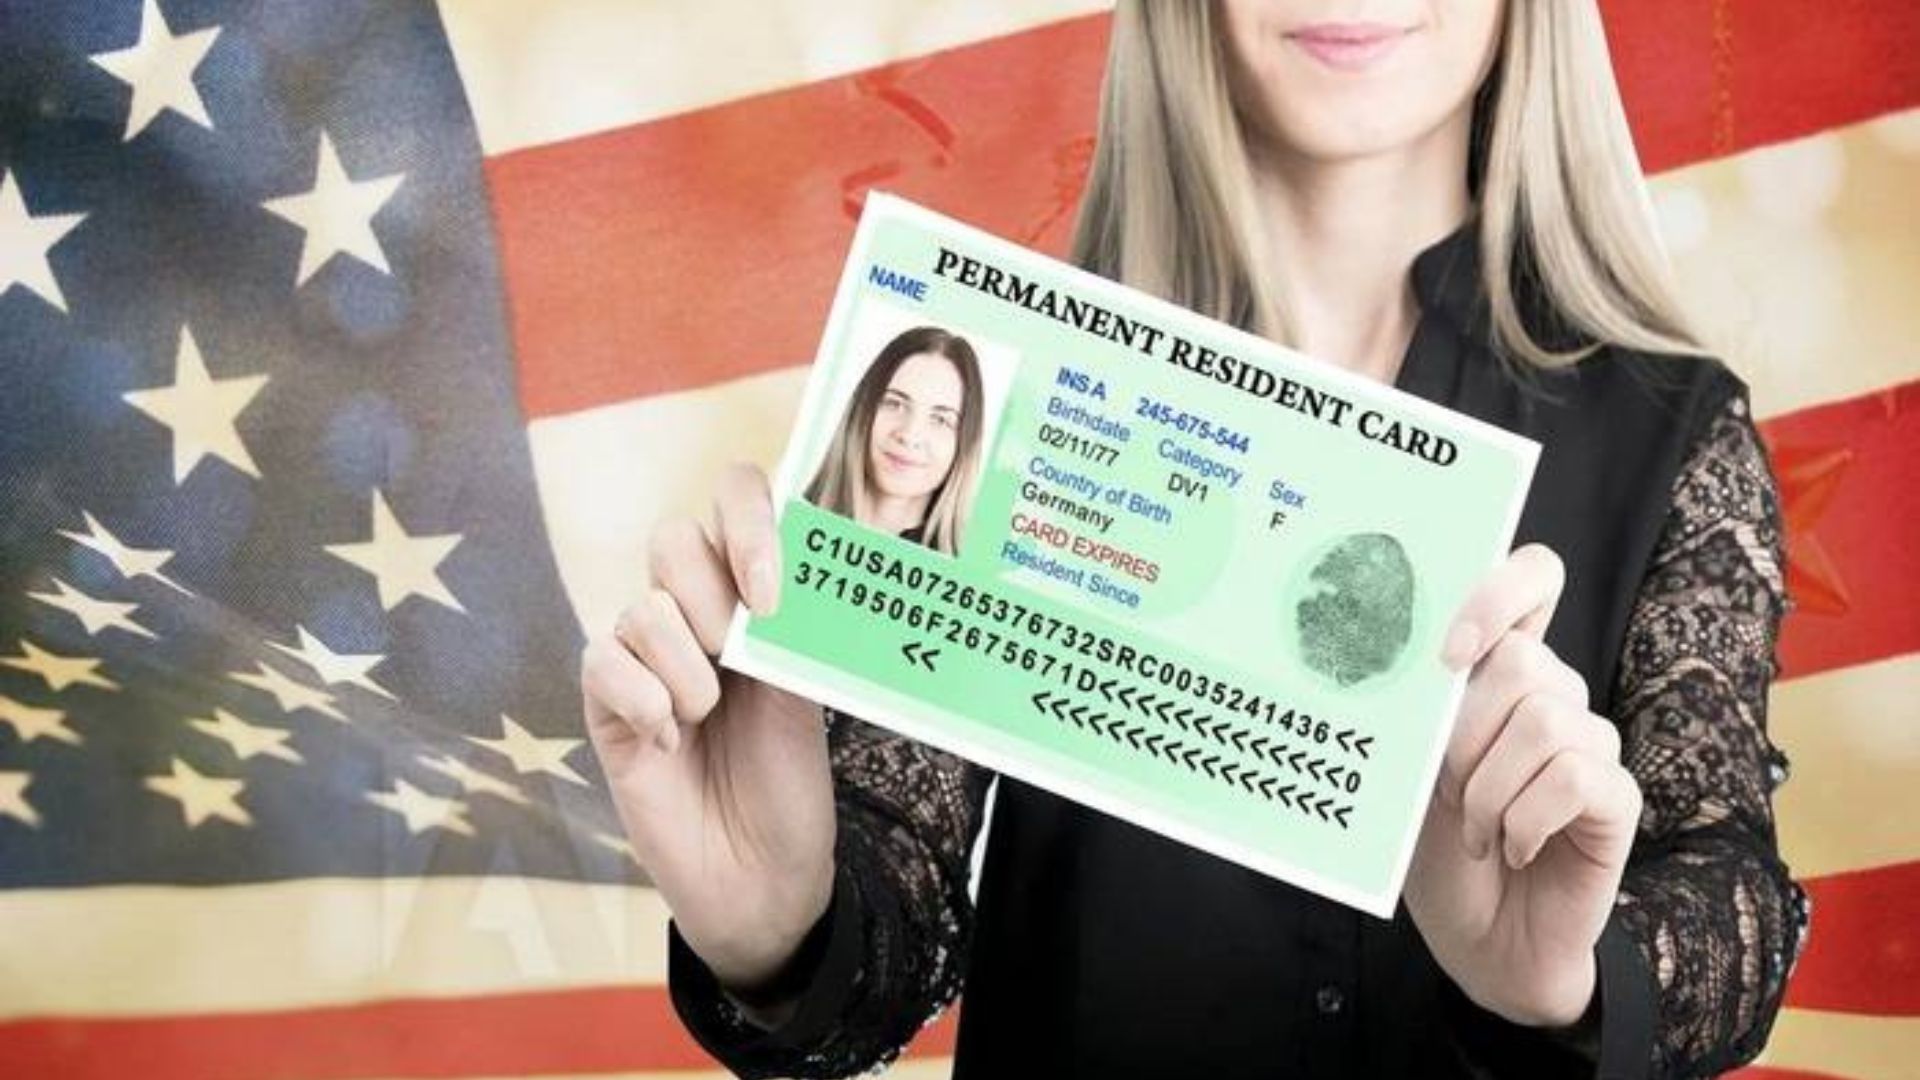 PERMANENT RESIDENT CARD
NAME
INS A 245-675-544
Birthdate Category Sex
02/11/77 DV1 F
Country of Birth
Germany
CARD EXPIRES
Resident Since
C1USA07265376732SRC0035241436<<
3719506F2675671D<<<<<<<<<<<<<0
<< <<<<<<<<<<<<<<<<<